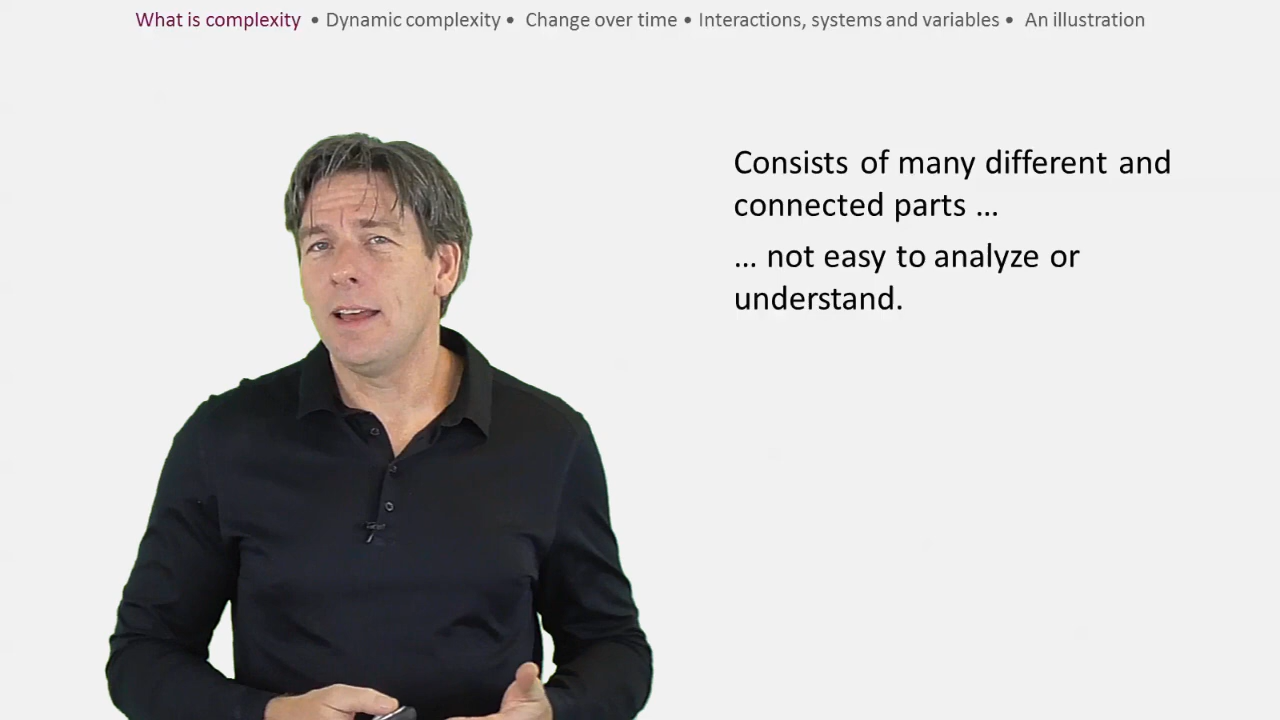 What is complexity • Dynamic complexity • Change over time • Interactions, systems and variables • An illustration
Consists of many different and
connected parts ...
... not easy to analyze or
understand.